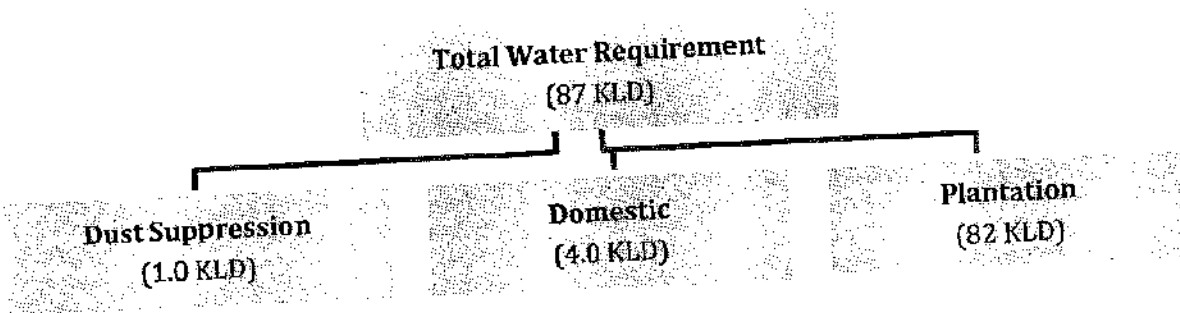 Total Water Requirement
(87 KLD)
Dust Suppression
(1.0 KLD)
Domestic
(4.0 KLD)
Plantation
(82 KLD)